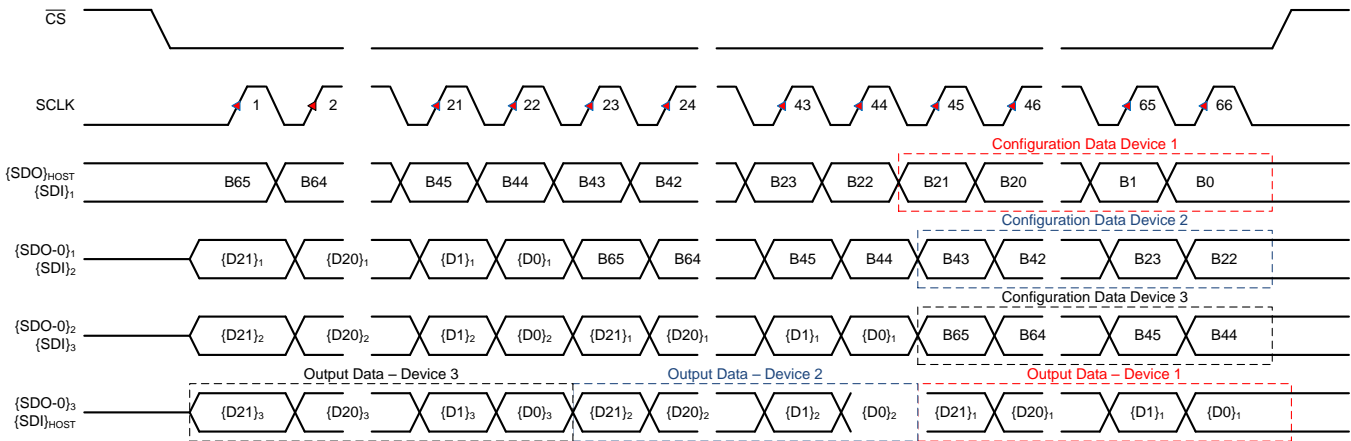 CS
SCLK 1 2 21 22 23 24 43 44 45 46 65 66
Configuration Data Device 1
{SDO}HOST
{SDI}1
B65 B64 B45 B44 B43 B42 B23 B22 B21 B20 B1 B0
Configuration Data Device 2
{SDO-0}1
{SDI}2
{D21}1 {D20}1 {D1}1 {D0}1 B65 B64 B45 B44 B43 B42 B23 B22
Configuration Data Device 3
{SDO-0}2
{SDI}3
{D21}2 {D20}2 {D1}2 {D0}2 {D21}1 {D20}1 {D1}1 {D0}1 B65 B64 B45 B44
Output Data – Device 3 Output Data – Device 2 Output Data – Device 1
{SDO-0}3
{SDI}HOST
{D21}3 {D20}3 {D1}3 {D0}3 {D21}2 {D20}2 {D1}2 {D0}2 {D21}1 {D20}1 {D1}1 {D0}1